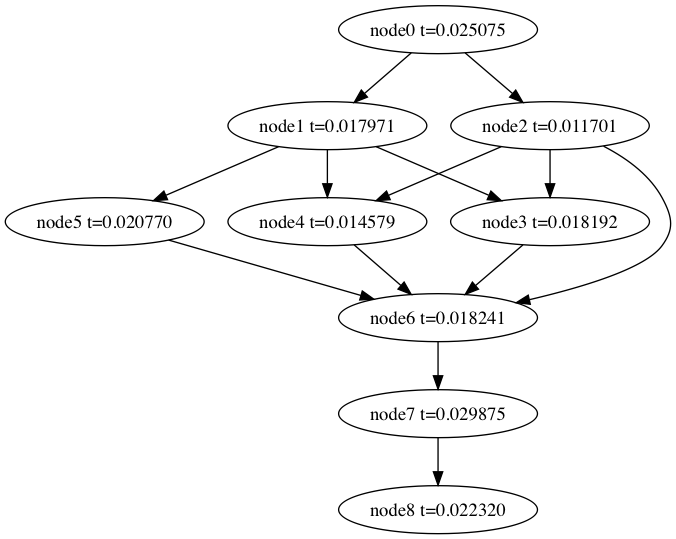 node0 t=0.025075
node1 t=0.017971
node2 t=0.011701
node5 t=0.020770
node4 t=0.014579
node3 t=0.018192
node6 t=0.018241
node7 t=0.029875
node8 t=0.022320